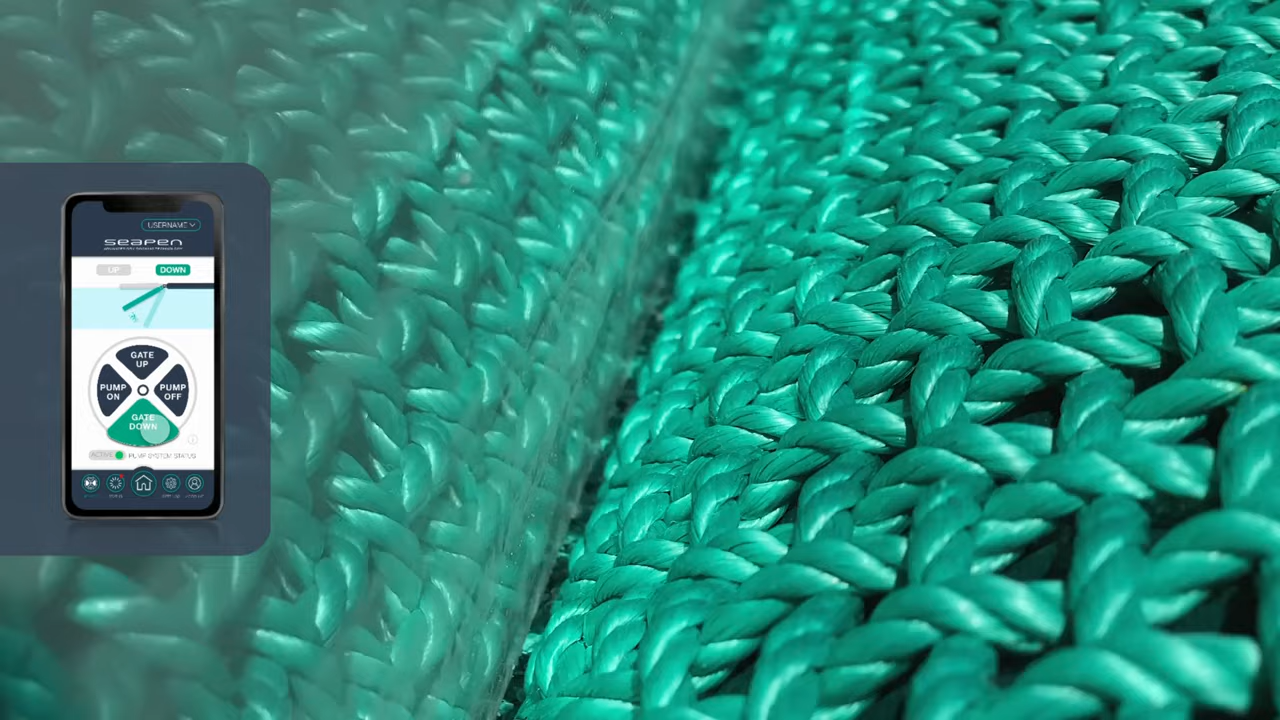 USERNAME
seapen
UP DOWN
GATE
UP
PUMP
ON
PUMP
OFF
GATE
DOWN
ACTIVE PUMP SYSTEM STATUS